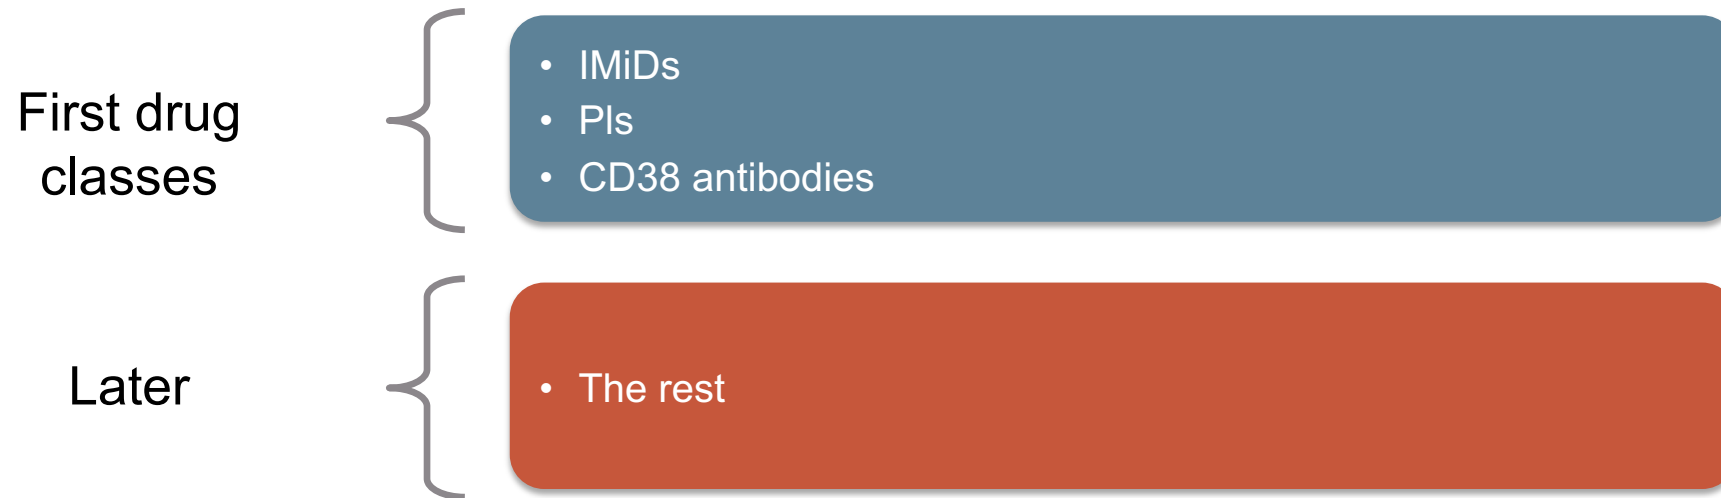 First drug
classes
• IMiDs
• PIs
• CD38 antibodies
Later
• The rest